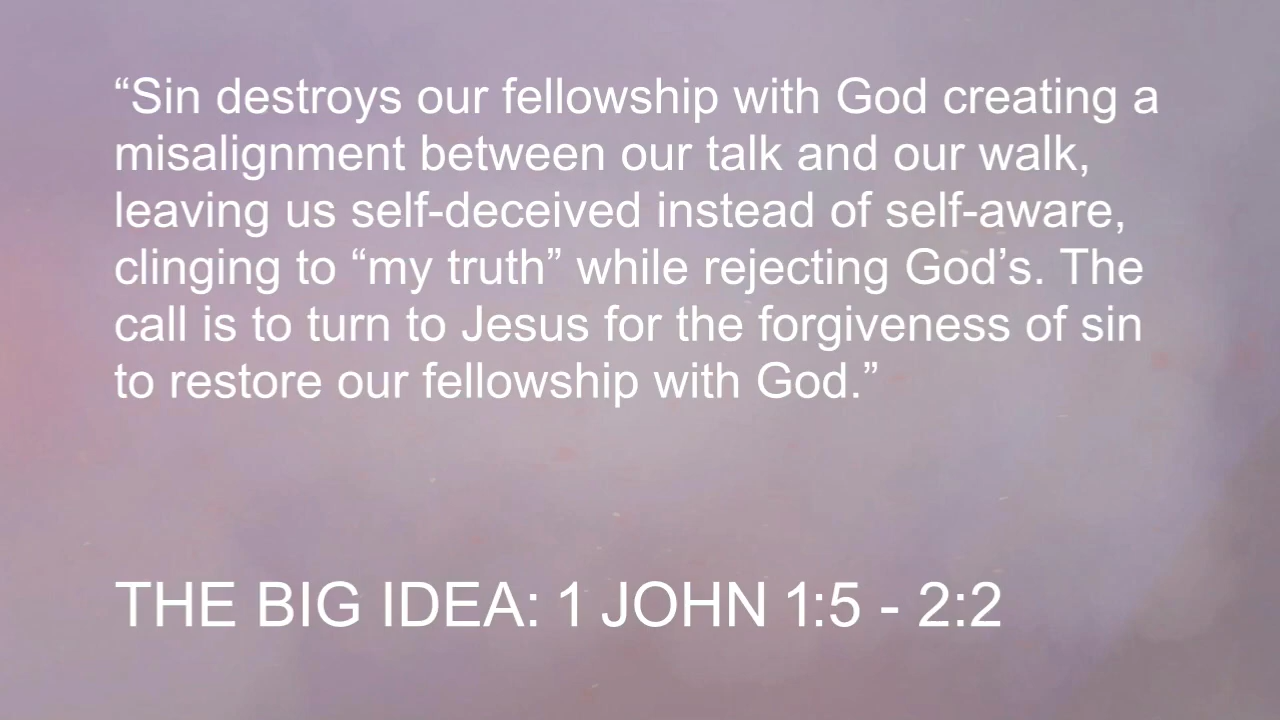 “Sin destroys our fellowship with God creating a
misalignment between our talk and our walk,
leaving us self-deceived instead of self-aware,
clinging to “my truth” while rejecting God’s. The
call is to turn to Jesus for the forgiveness of sin
to restore our fellowship with God.”
THE BIG IDEA: 1 JOHN 1:5 - 2:2